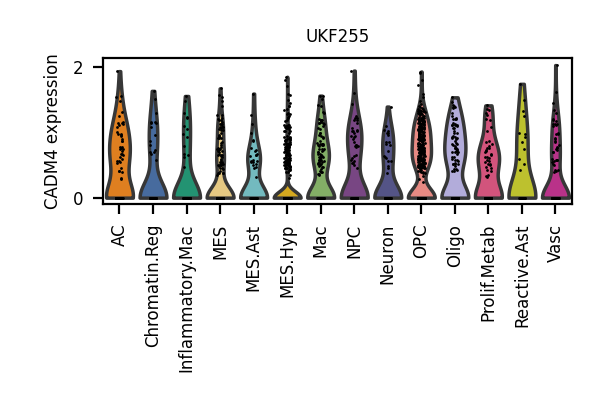 UKF255
CADM4 expression
2
0
AC
Chromatin.Reg
Inflammatory.Mac
MES
MES.Ast
MES.Hyp
Mac
NPC
Neuron
OPC
Oligo
Prolif.Metab
Reactive.Ast
Vasc